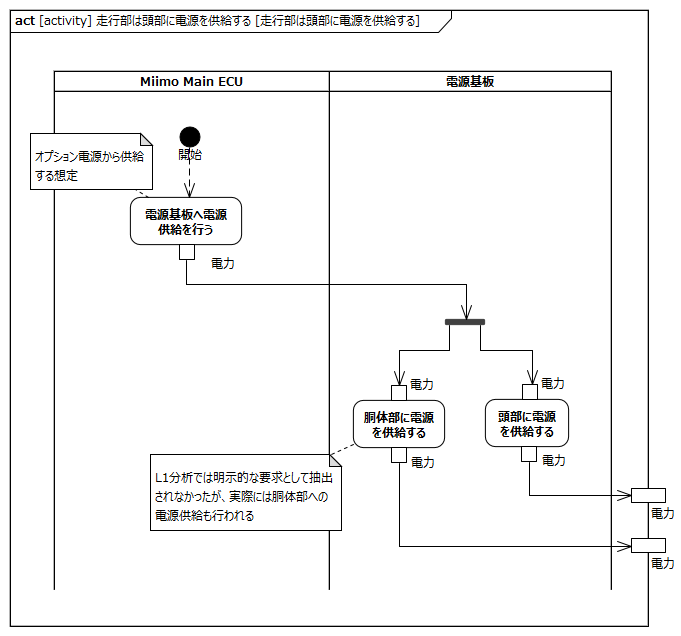 act [activity] 走行部は頭部に電源を供給する [走行部は頭部に電源を供給する]
Miimo Main ECU
電源基板
オプション電源から供給
する想定
開始
電源基板へ電源
供給を行う
電力
電力
電力
胴体部に電源
を供給する
頭部に電源
を供給する
電力
電力
L1分析では明示的な要求として抽出
されなかったが、実際には胴体部への
電源供給も行われる
電力
電力